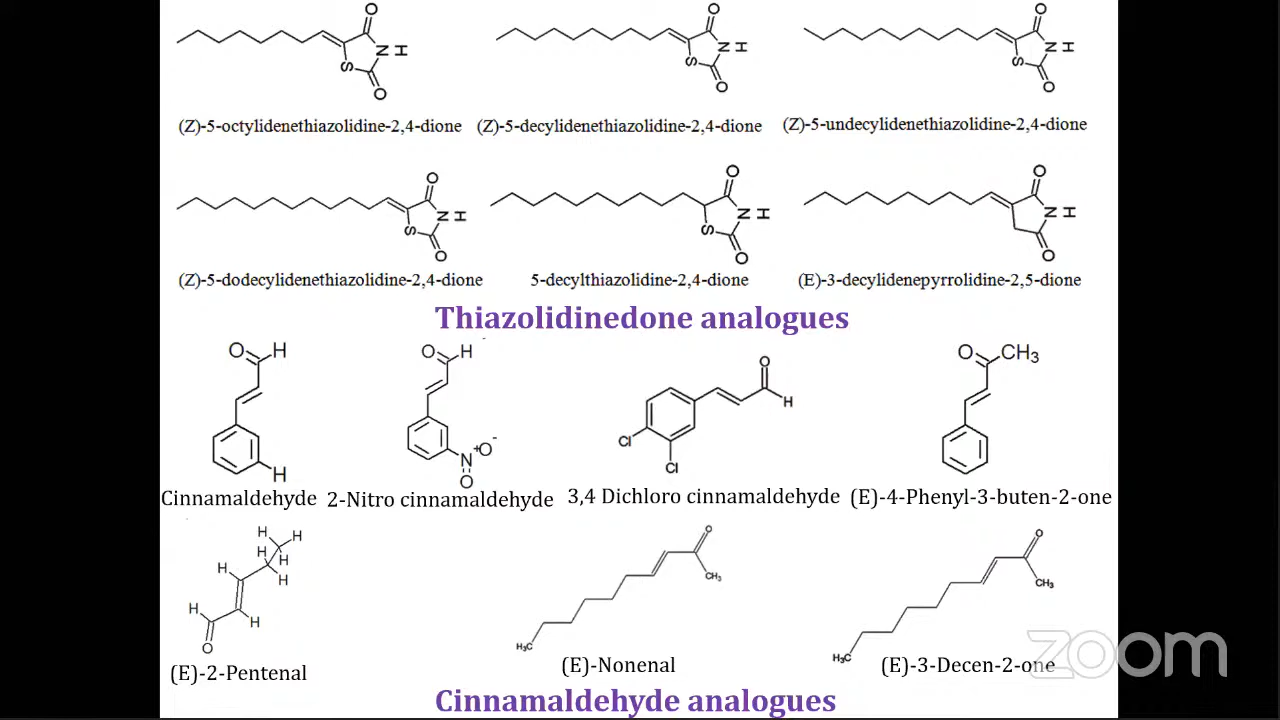 (Z)-5-octylidenethiazolidine-2,4-dione (Z)-5-decylidenethiazolidine-2,4-dione (Z)-5-undecylidenethiazolidine-2,4-dione
(Z)-5-dodecylidenethiazolidine-2,4-dione 5-decylthiazolidine-2,4-dione (E)-3-decylidenepyrrolidine-2,5-dione
Thiazolidinedone analogues
Cinnamaldehyde 2-Nitro cinnamaldehyde 3,4 Dichloro cinnamaldehyde (E)-4-Phenyl-3-buten-2-one
(E)-2-Pentenal (E)-Nonenal (E)-3-Decen-2-one
zoom
Cinnamaldehyde analogues